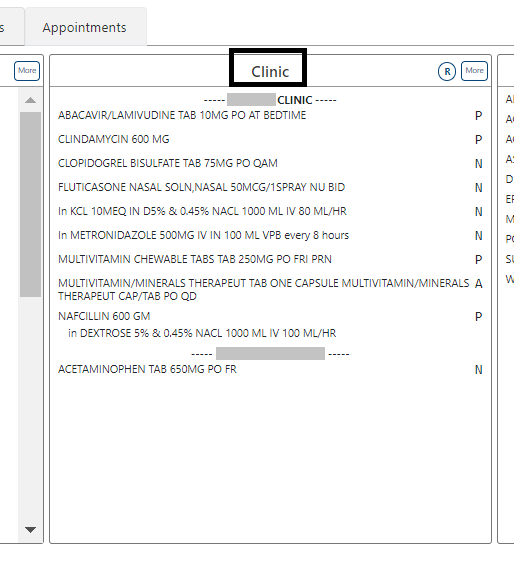 s
Appointments
More
Clinic
R
More
----- CLINIC -----
ABACAVIR/LAMIVUDINE TAB 10MG PO AT BEDTIME P
CLINDAMYCIN 600 MG P
CLOPIDOGREL BISULFATE TAB 75MG PO QAM N
FLUTICASONE NASAL SOLN,NASAL 50MCG/1SPRAY NU BID N
In KCL 10MEQ IN D5% & 0.45% NACL 1000 ML IV 80 ML/HR N
In METRONIDAZOLE 500MG IV IN 100 ML VPB every 8 hours N
MULTIVITAMIN CHEWABLE TABS TAB 250MG PO FRI PRN P
MULTIVITAMIN/MINERALS THERAPEUT TAB ONE CAPSULE MULTIVITAMIN/MINERALS A
THERAPEUT CAP/TAB PO QD
NAFCILLIN 600 GM P
in DEXTROSE 5% & 0.45% NACL 1000 ML IV 100 ML/HR
----- -----
ACETAMINOPHEN TAB 650MG PO FR N